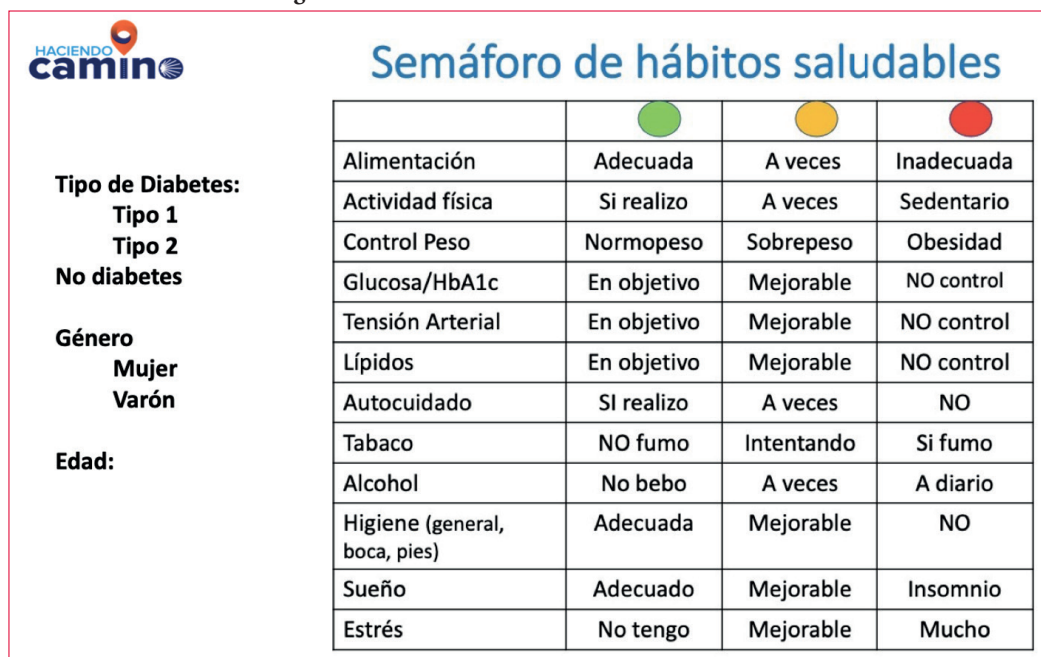 HACIENDO
camino
Semáforo de hábitos saludables
Tipo de Diabetes:
Tipo 1
Tipo 2
No diabetes
Género
Mujer
Varón
Edad:
Alimentación Adecuada A veces Inadecuada
Actividad física Si realizo A veces Sedentario
Control Peso Normopeso Sobrepeso Obesidad
Glucosa/HbA1c En objetivo Mejorable NO control
Tensión Arterial En objetivo Mejorable NO control
Lípidos En objetivo Mejorable NO control
Autocuidado SI realizo A veces NO
Tabaco NO fumo Intentando Si fumo
Alcohol No bebo A veces A diario
Higiene (general, Adecuada Mejorable NO
boca, pies)
Sueño Adecuado Mejorable Insomnio
Estrés No tengo Mejorable Mucho